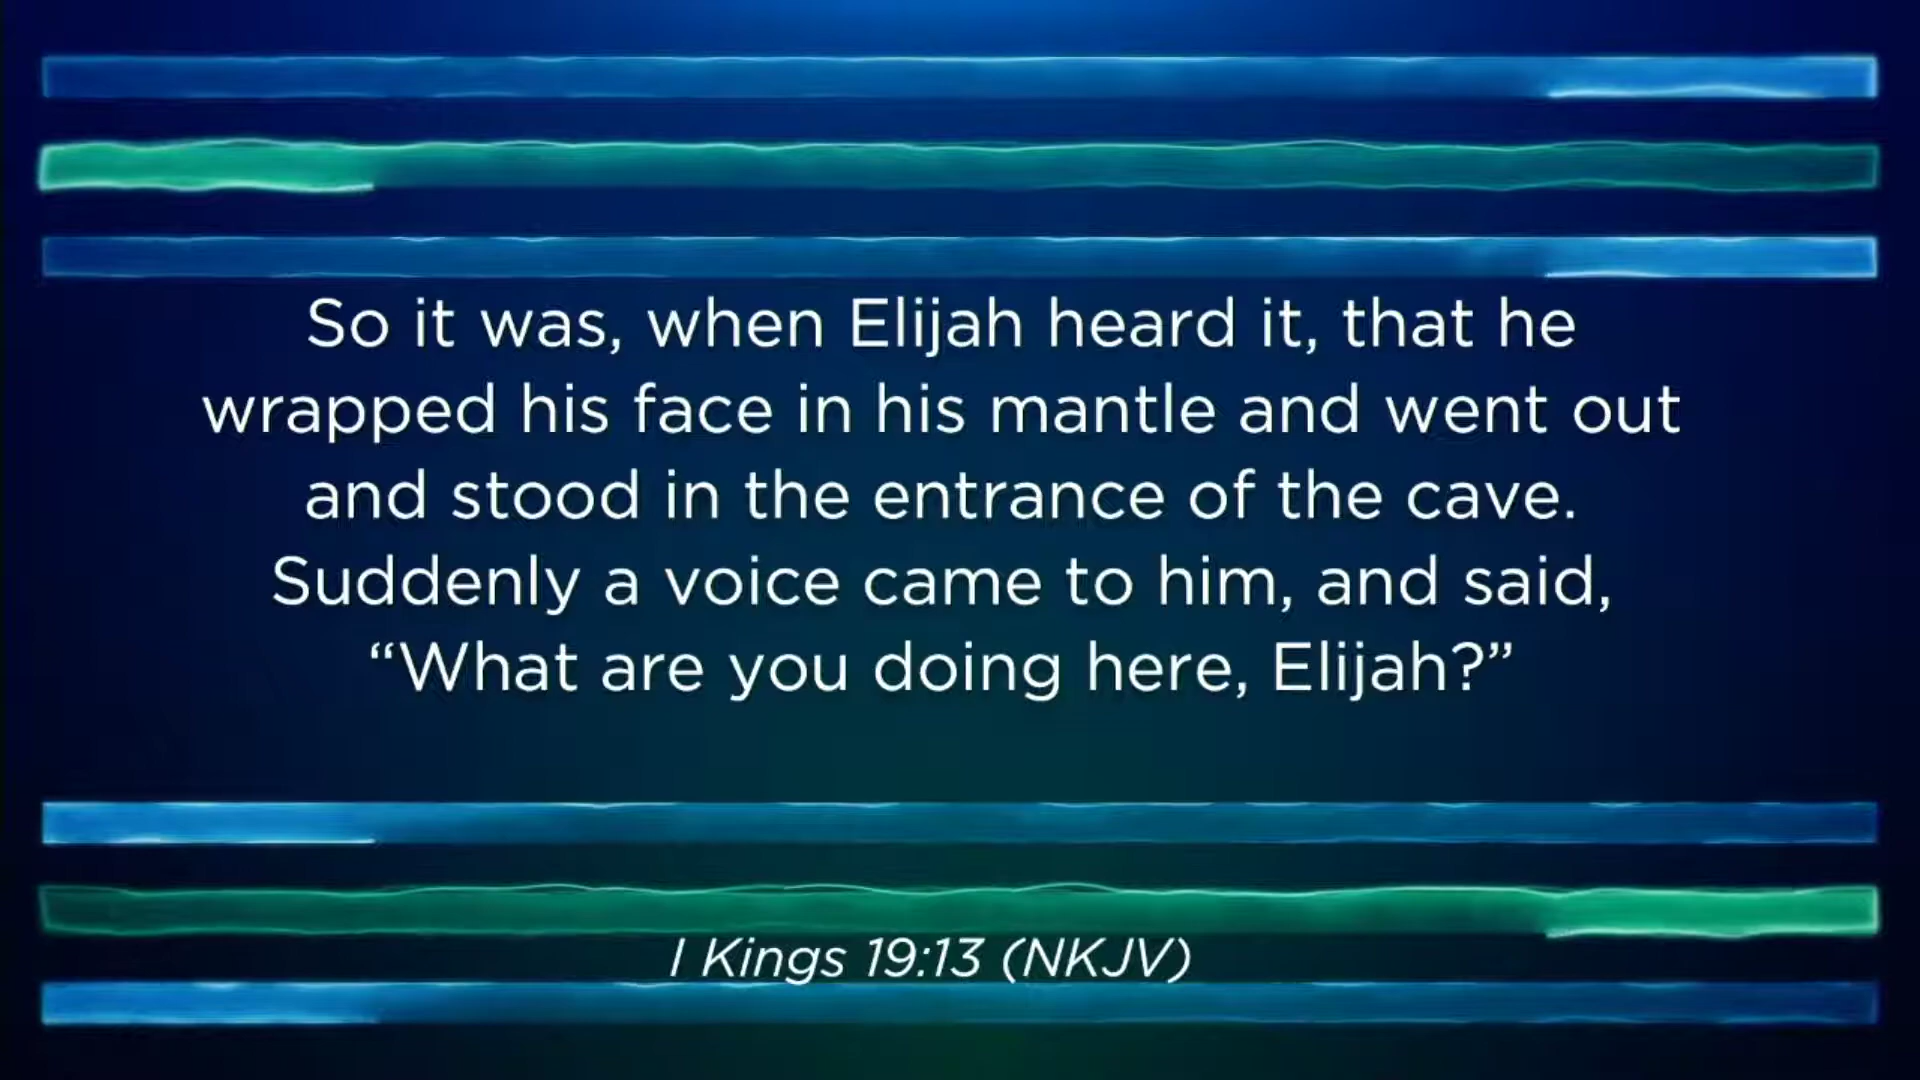 So it was, when Elijah heard it, that he
wrapped his face in his mantle and went out
and stood in the entrance of the cave.
Suddenly a voice came to him, and said,
“What are you doing here, Elijah?”
I Kings 19:13 (NKJV)